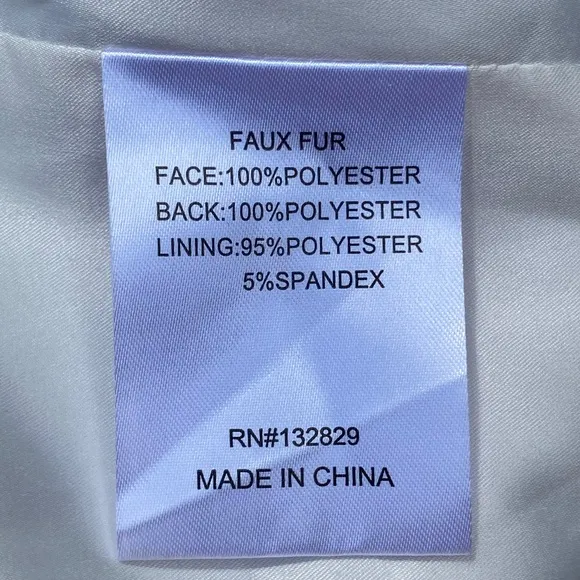 FAUX FUR
FACE:100%POLYESTER
BACK:100%POLYESTER
LINING:95%POLYESTER
5%SPANDEX
RN#132829
MADE IN CHINA